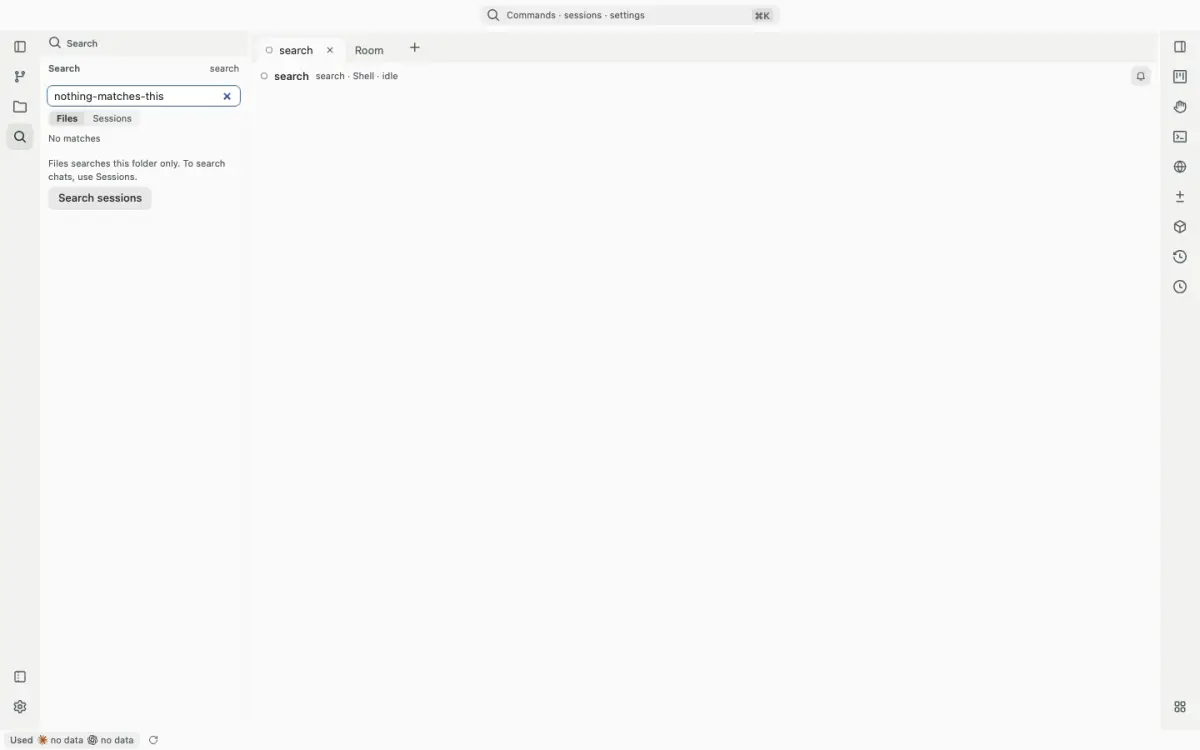 Commands · sessions · settings ⌘K
Search
search × Room +
Search search
search search · Shell · idle
nothing-matches-this ×
Files Sessions
No matches
Files searches this folder only. To search
chats, use Sessions.
Search sessions
Used no data no data